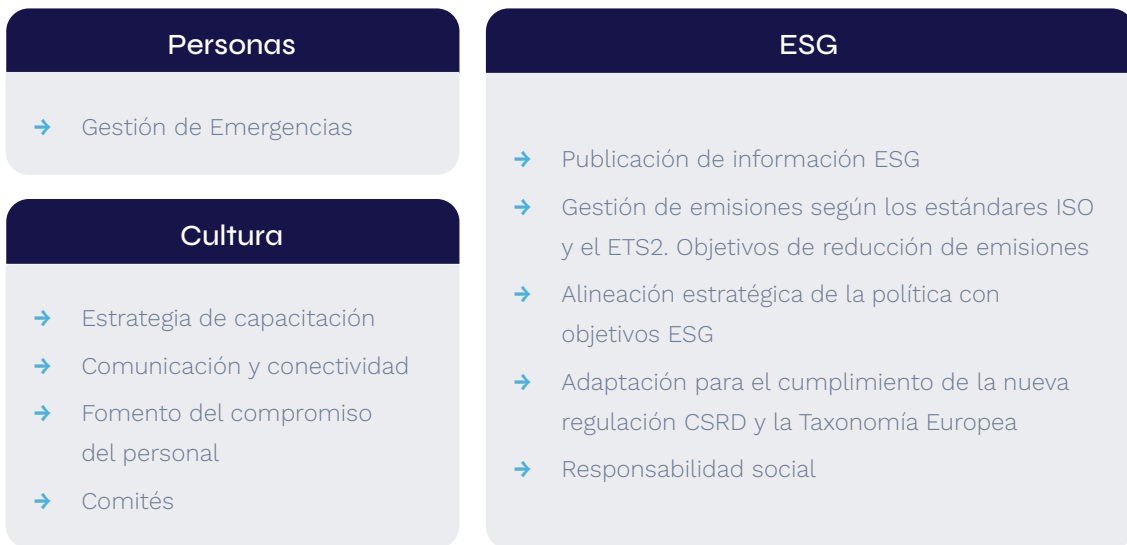 Personas
Gestión de Emergencias
Cultura
Estrategia de capacitación
Comunicación y conectividad
Fomento del compromiso
del personal
Comités
ESG
Publicación de información ESG
Gestión de emisiones según los estándares ISO
y el ETS2. Objetivos de reducción de emisiones
Alineación estratégica de la política con
objetivos ESG
Adaptación para el cumplimiento de la nueva
regulación CSRD y la Taxonomía Europea
Responsabilidad social